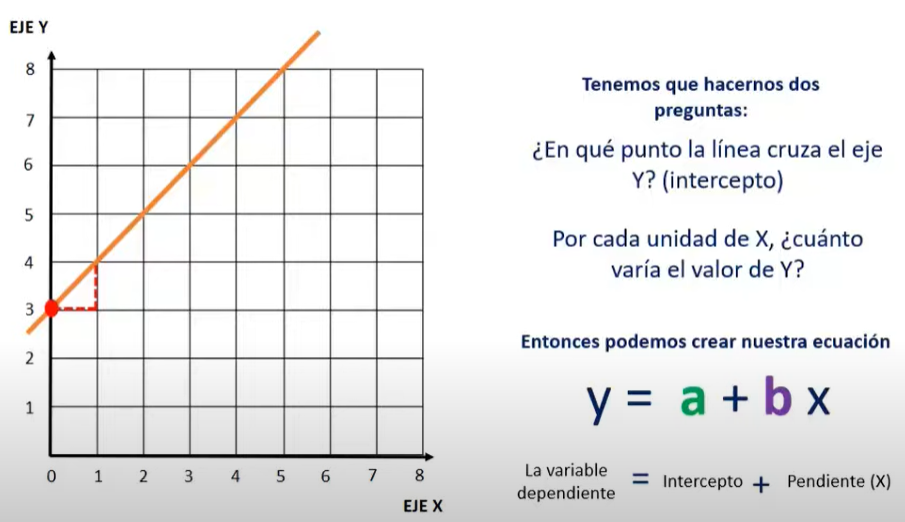 EJE Y
8
7
6
5
4
3
2
1
0 1 2 3 4 5 6 7 8
EJE X
Tenemos que hacernos dos
preguntas:
¿En qué punto la línea cruza el eje
Y? (intercepto)
Por cada unidad de X, ¿cuánto
varía el valor de Y?
Entonces podemos crear nuestra ecuación
y = a + b x
La variable
dependiente = Intercepto + Pendiente (X)